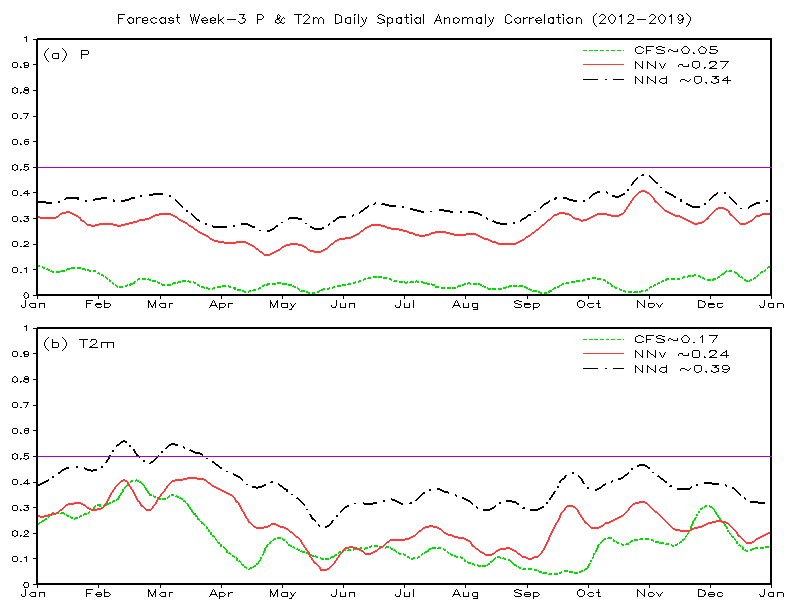 Forecast Week-3 P & T2m Daily Spatial Anomaly Correlation (2012-2019)
(a) P
CFS~0.05
NNv ~0.27
NNd ~0.34
1
0.9
0.8
0.7
0.6
0.5
0.4
0.3
0.2
0.1
0
Jan Feb Mar Apr May Jun Jul Aug Sep Oct Nov Dec Jan
(b) T2m
CFS~0.17
NNv ~0.24
NNd ~0.39
1
0.9
0.8
0.7
0.6
0.5
0.4
0.3
0.2
0.1
0
Jan Feb Mar Apr May Jun Jul Aug Sep Oct Nov Dec Jan